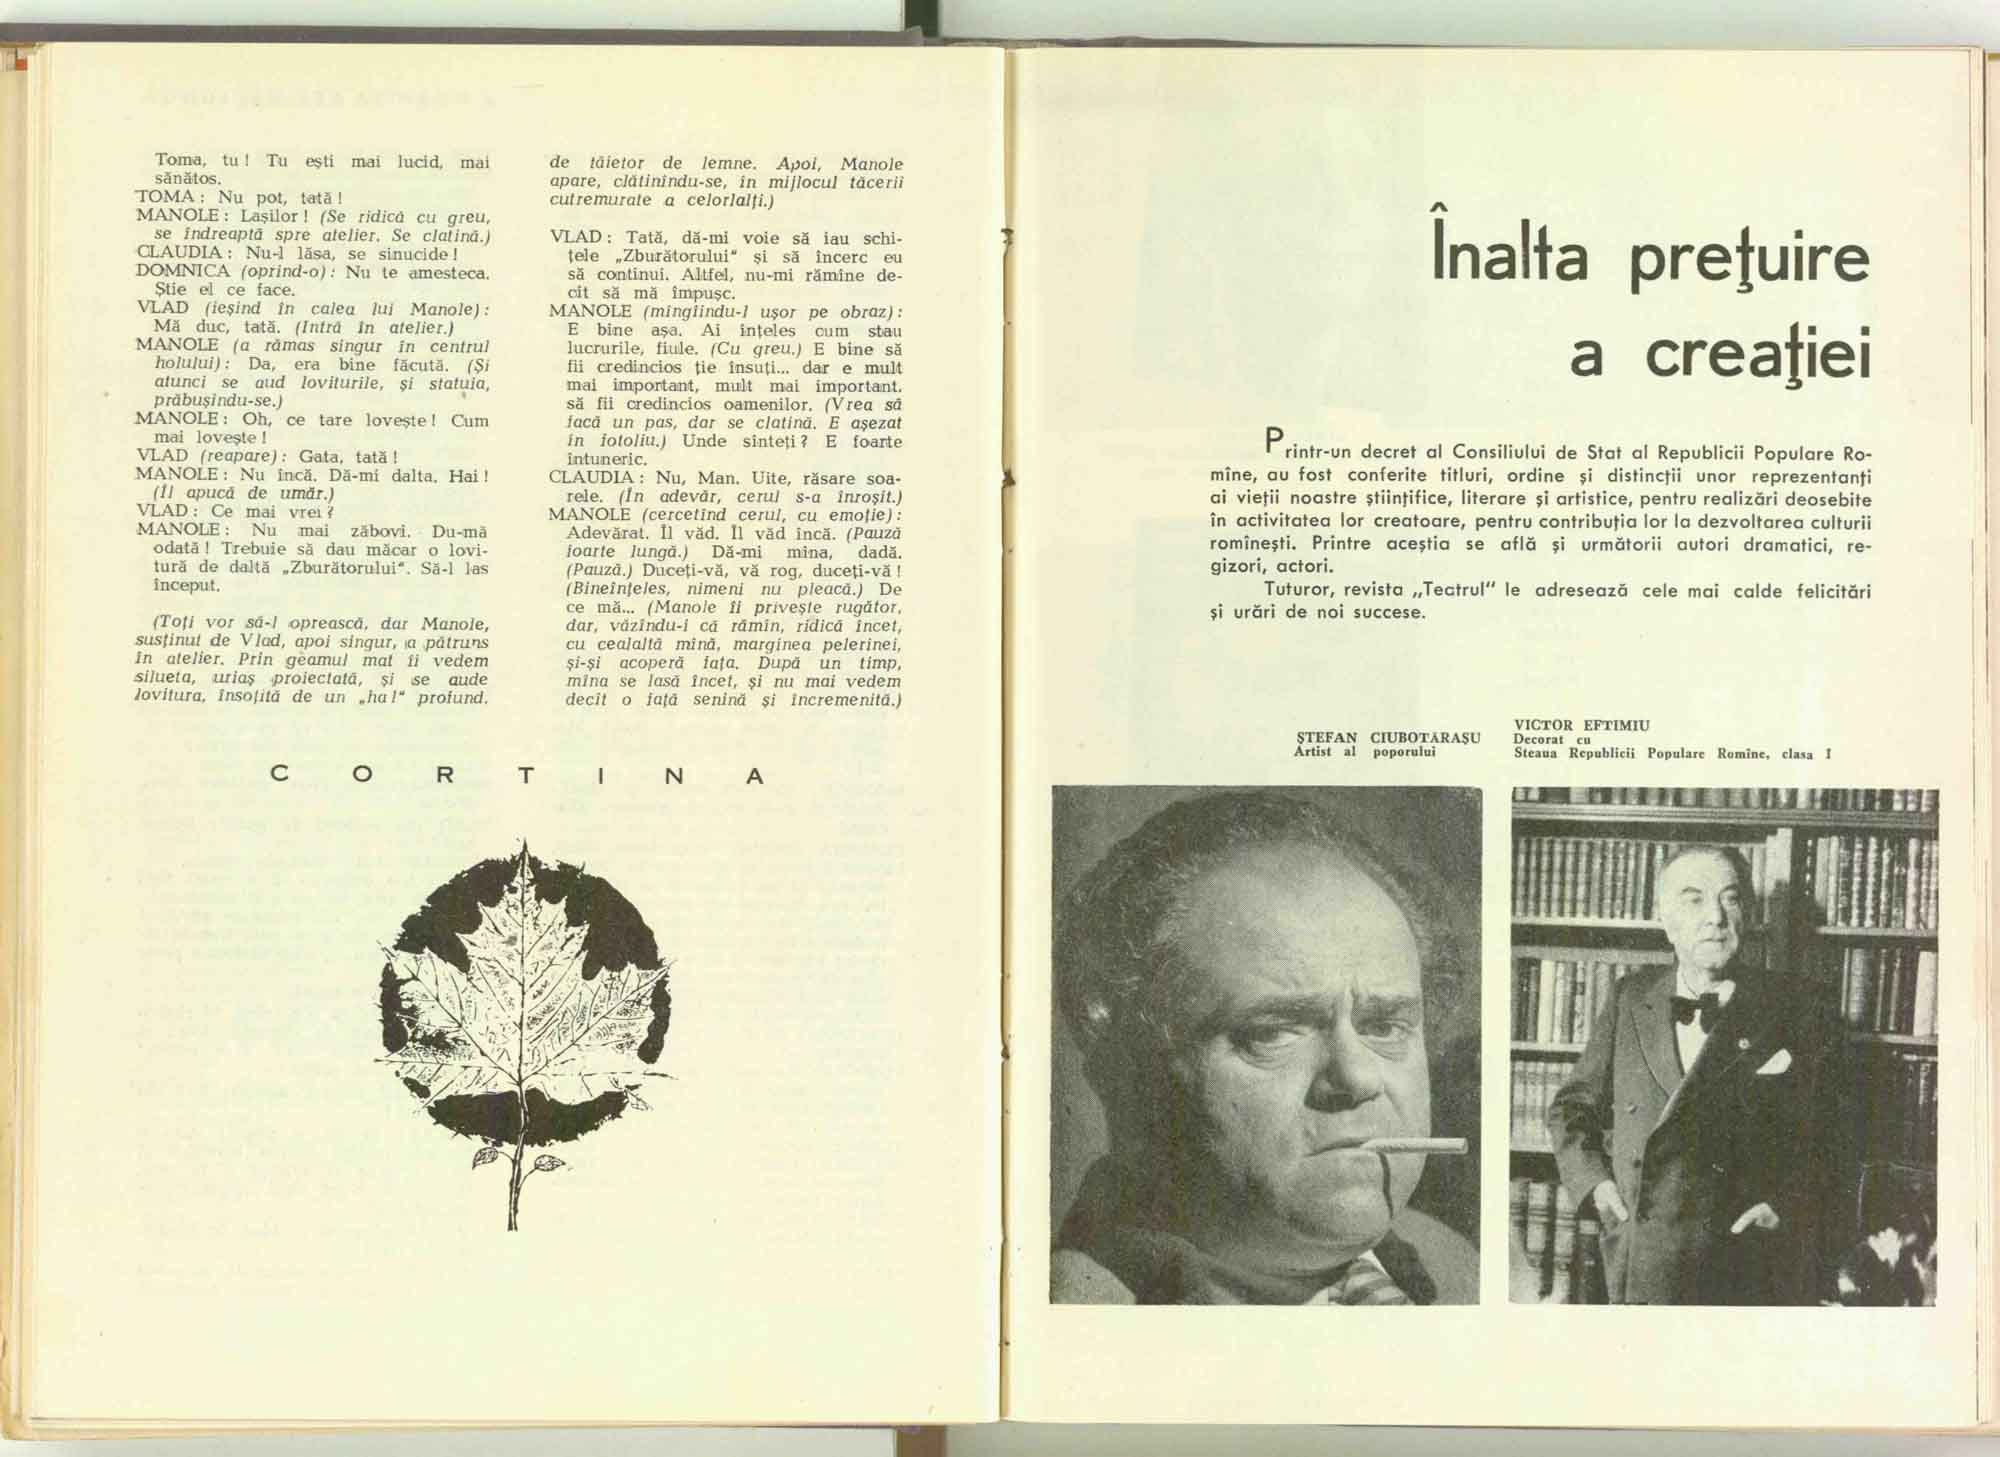 Toma, tu ! Tu ești mai lucid, mai
sănătos.
TOMA : Nu pot, tată !
MANOLE : Lașilor ! (Se ridică cu greu,
se îndreaptă spre atelier. Se clatină.)
CLAUDIA : Nu-l lăsa, se sinucide !
DOMNICA (oprind-o) : Nu te amesteca.
Știe el ce face.
VLAD (ieșind în calea lui Manole) :
Mă duc, tată. (Intră în atelier.)
MANOLE (a rămas singur în centrul
holului) : Da, era bine făcută. (Și
atunci se aud loviturile, și statuia,
prăbușindu-se.)
MANOLE : Oh, ce tare lovește ! Cum
mai lovește !
VLAD (reapare) : Gata, tată !
MANOLE : Nu încă. Dă-mi dalta. Hai !
(Îl apucă de umăr.)
VLAD : Ce mai vrei ?
MANOLE : Nu mai zăbovi. Du-mă
odată ! Trebuie să dau măcar o lovi-
tură de daltă „Zburătorului“. Să-l las
început.
(Toți vor să-l oprească, dar Manole,
susținut de Vlad, apoi singur, a pătruns
în atelier. Prin geamul mat îi vedem
silueta, uriaș proiectată, și se aude
lovitura, însoțită de un „ha !“ profund,
de tăietor de lemne. Apoi, Manole
apare, clătinîndu-se, în mijlocul tăcerii
cutremurate a celorlalți.)
VLAD : Tată, dă-mi voie să iau schi-
țele „Zburătorului“ și să încerc eu
să continui. Altfel, nu-mi rămîne de-
cît să mă împușc.
MANOLE (mîngîindu-l ușor pe obraz) :
E bine așa. Ai înțeles cum stau
lucrurile, fiule. (Cu greu.) E bine să
fii credincios ție însuți... dar e mult
mai important, mult mai important,
să fii credincios oamenilor. (Vrea să
facă un pas, dar se clatină. E așezat
în fotoliu.) Unde sînteți ? E foarte
întuneric.
CLAUDIA : Nu, Man. Uite, răsare soa-
rele. (În adevăr, cerul s-a înroșit.)
MANOLE (cercetînd cerul, cu emoție) :
Adevărat. Îl văd. Îl văd încă. (Pauză
foarte lungă.) Dă-mi mîna, dadă.
(Pauză.) Duceți-vă, vă rog, duceți-vă !
(Bineînțeles, nimeni nu pleacă.) De
ce mă... (Manole îi privește rugător,
dar, văzîndu-i că rămîn, ridică încet,
cu cealaltă mînă, marginea pelerinei,
și-și acoperă fața. După un timp,
mîna se lasă încet, și nu mai vedem
decît o față senină și încremenită.)
CORTINA
Înalta prețuire
a creației
Printr-un decret al Consiliului de Stat al Republicii Populare Ro-
mîne, au fost conferite titluri, ordine și distincții unor reprezentanți
ai vieții noastre științifice, literare și artistice, pentru realizări deosebite
în activitatea lor creatoare, pentru contribuția lor la dezvoltarea culturii
romînești. Printre aceștia se află și următorii autori dramatici, re-
gizori, actori.
Tuturor, revista „Teatrul“ le adresează cele mai calde felicitări
și urări de noi succese.
ȘTEFAN CIUBOTĂRAȘU
Artist al poporului
VICTOR EFTIMIU
Decorat cu
Steaua Republicii Populare Romîne, clasa I